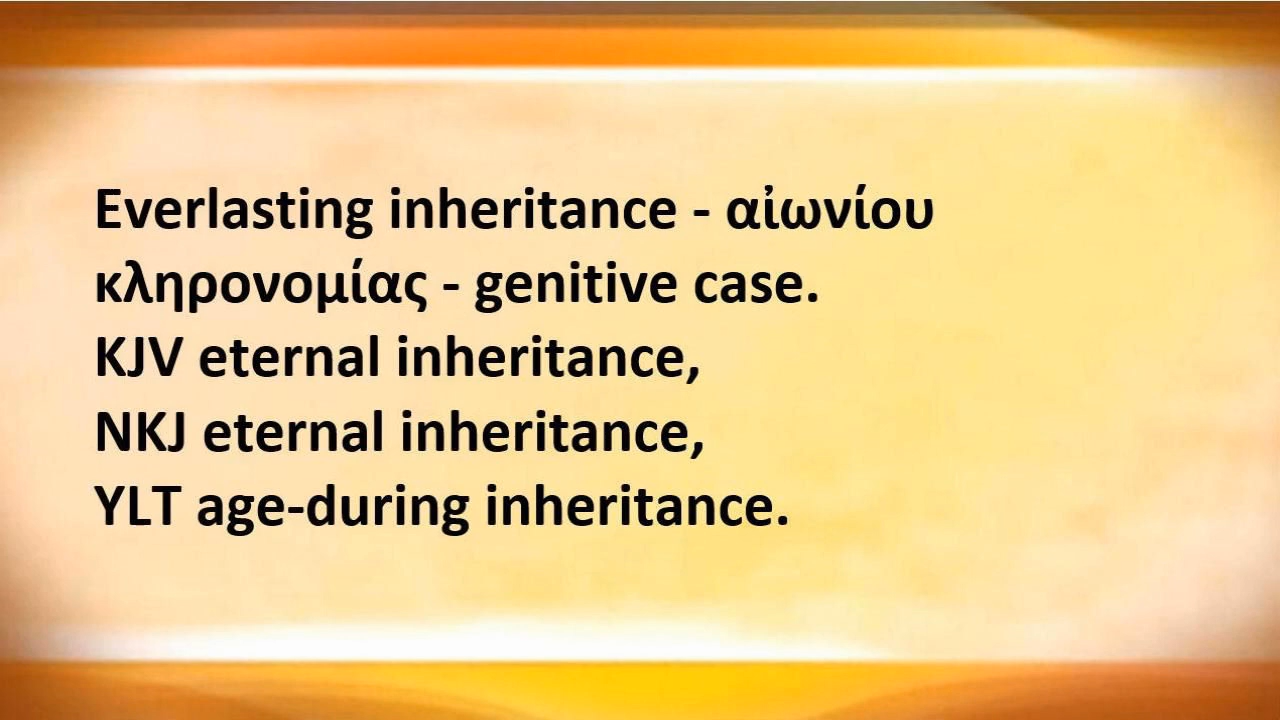 Everlasting inheritance - αἰωνίου
κληρονομίας - genitive case.
KJV eternal inheritance,
NKJ eternal inheritance,
YLT age-during inheritance.